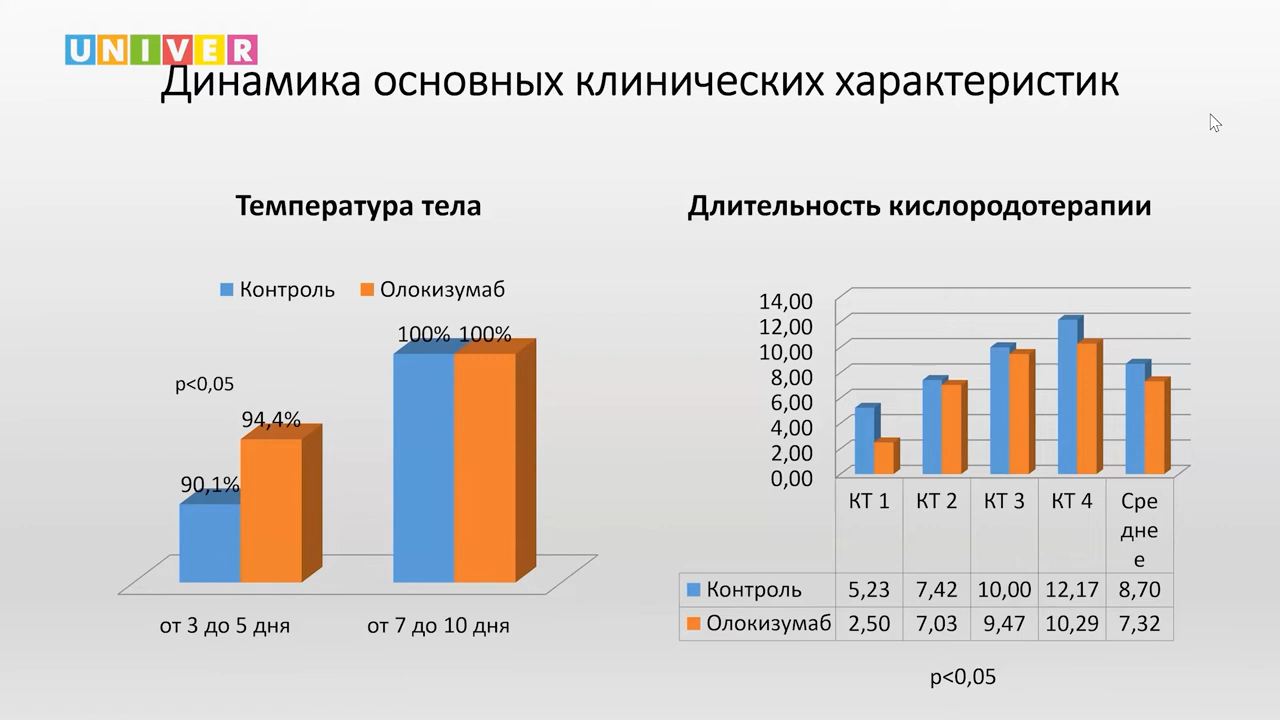 UNIVER
Динамика основных клинических характеристик
Температура тела
Контроль Олокизумаб
100% 100%
p<0,05
94,4%
90,1%
от 3 до 5 дня от 7 до 10 дня
Длительность кислородотерапии
14,00
12,00
10,00
8,00
6,00
4,00
2,00
0,00
КТ 1 КТ 2 КТ 3 КТ 4 Сре
дне
е
Контроль 5,23 7,42 10,00 12,17 8,70
Олокизумаб 2,50 7,03 9,47 10,29 7,32
p<0,05